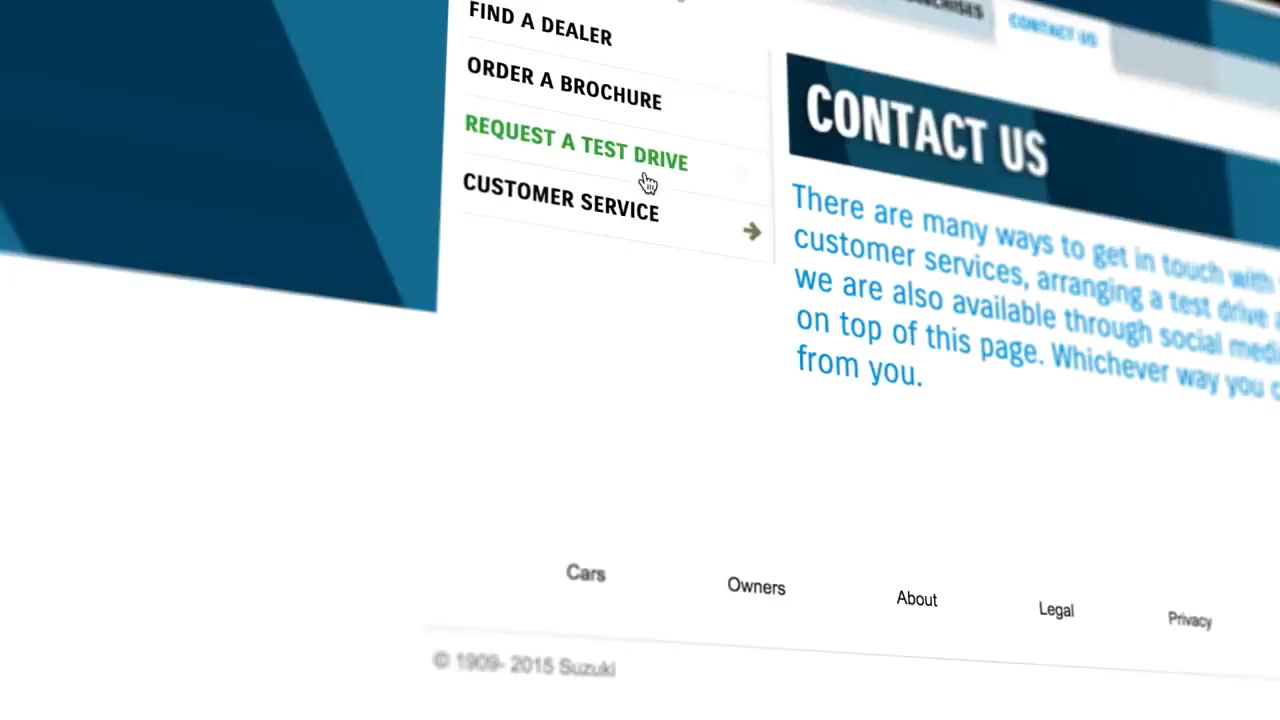 CONTACT US
FIND A DEALER
ORDER A BROCHURE
REQUEST A TEST DRIVE
CUSTOMER SERVICE
CONTACT US
There are many ways to get in touch with
customer services, arranging a test drive
we are also available through social
on top of this page. Whichever way you
from you.
Cars
Owners
About
Legal
Privacy
© 1909- 2015 Suzuki